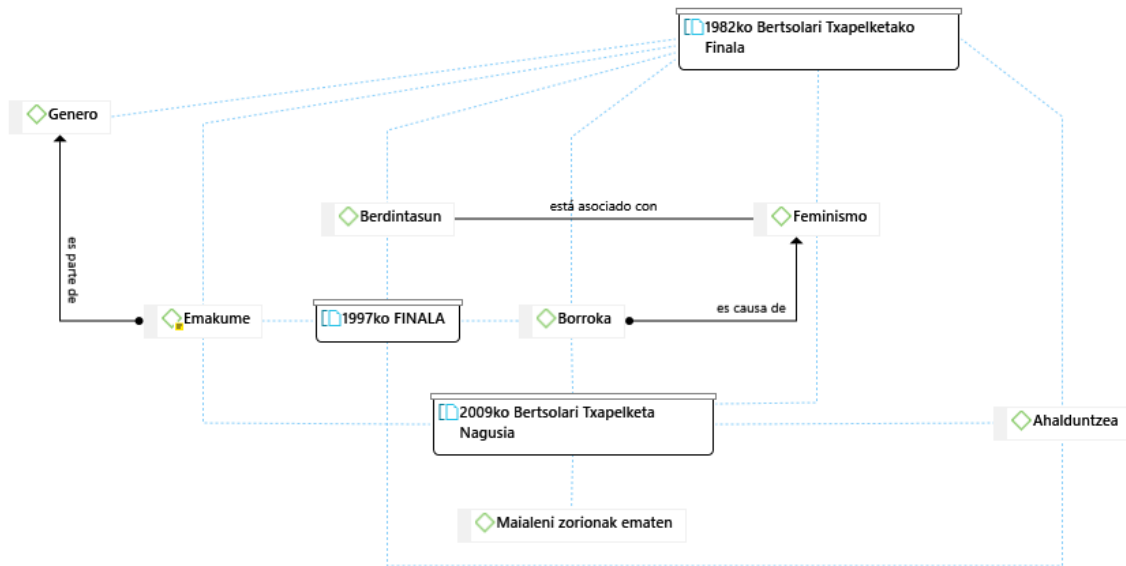 1982ko Bertsolari Txapelketako
Finala
Genero
Berdintasun
está asociado con
Feminismo
es parte de
Emakume
1997ko FINALA
Borroka
es causa de
2009ko Bertsolari Txapelketa
Nagusia
Ahalduntzea
Maialeni zorionak ematen